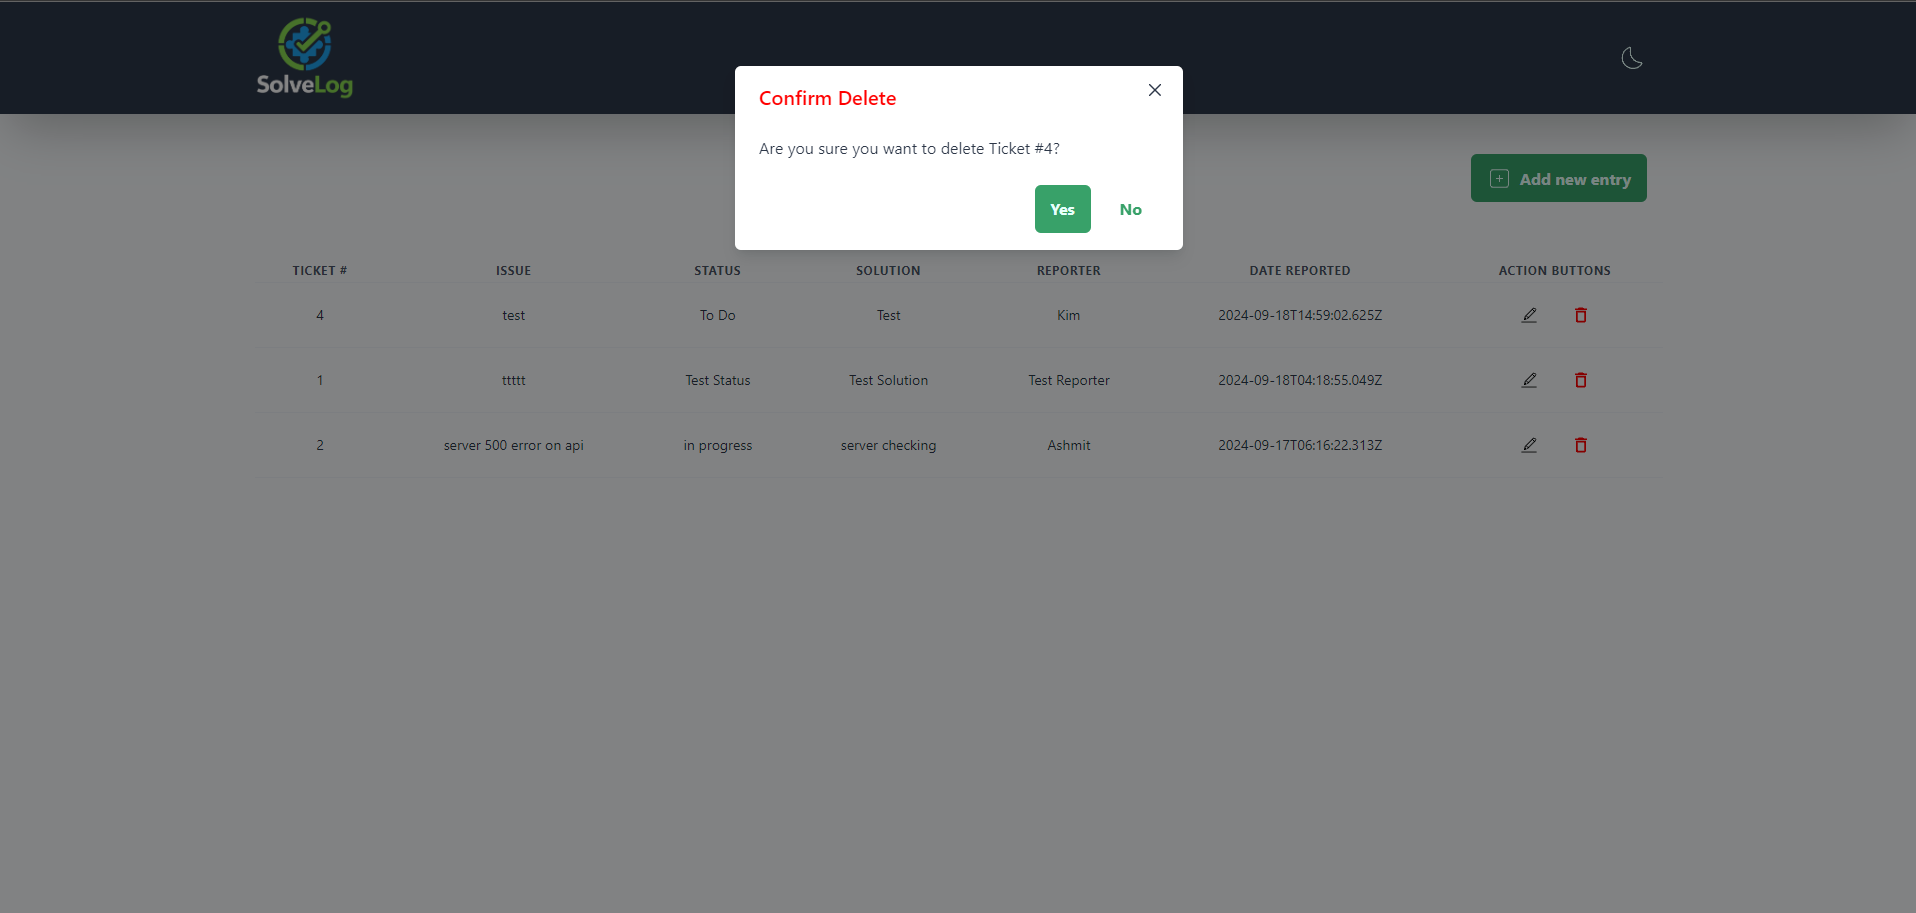 SolveLog
Confirm Delete
Are you sure you want to delete Ticket #4?
Yes No
Add new entry
TICKET # ISSUE STATUS SOLUTION REPORTER DATE REPORTED ACTION BUTTONS
4 test To Do Test Kim 2024-09-18T14:59:02.625Z
1 ttttt Test Status Test Solution Test Reporter 2024-09-18T04:18:55.049Z
2 server 500 error on api in progress server checking Ashmit 2024-09-17T06:16:22.313Z